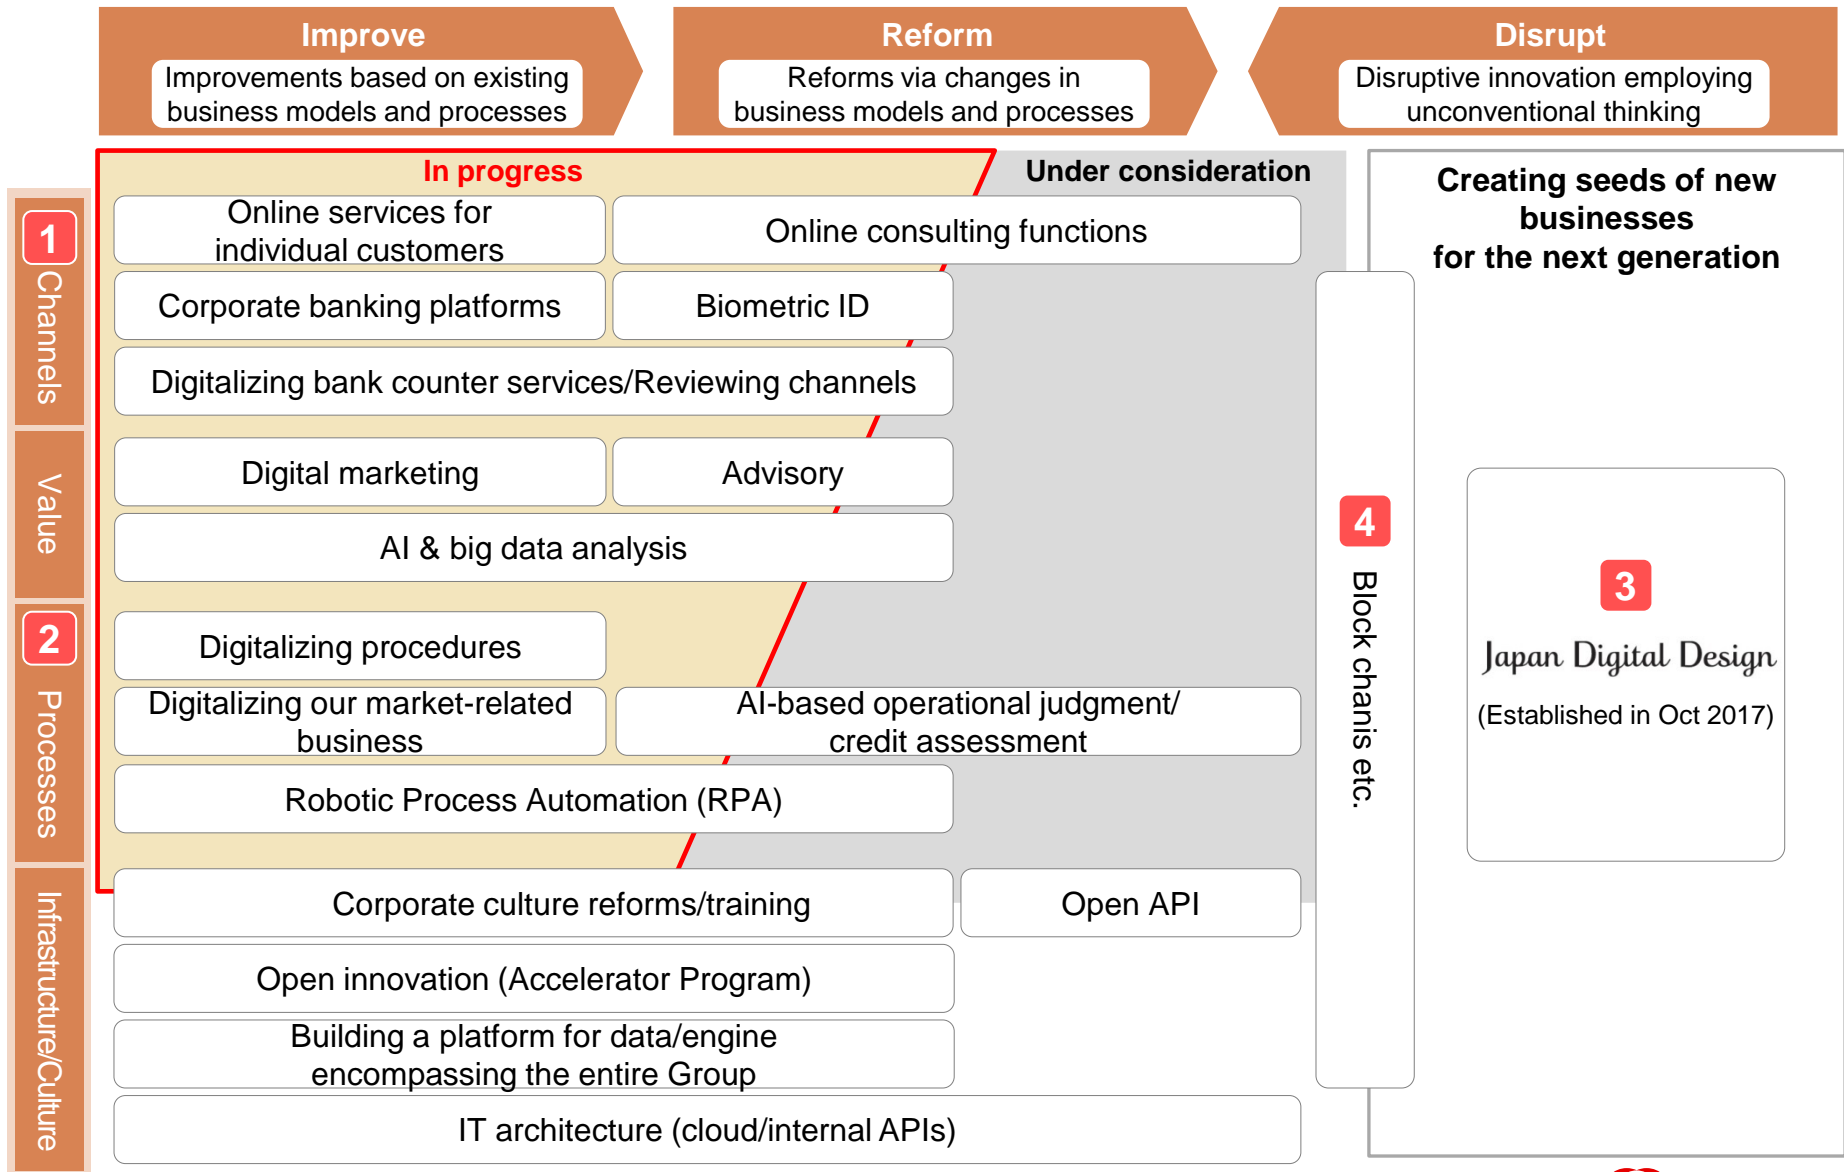 Improve
Improvements based on existing
business models and processes
Reform
Reforms via changes in
business models and processes
Disrupt
Disruptive innovation employing
unconventional thinking
In progress
Under consideration
Creating seeds of new
businesses
for the next generation
1
Channels
Online services for
individual customers
Online consulting functions
Corporate banking platforms
Biometric ID
Digitalizing bank counter services/Reviewing channels
Value
Digital marketing
Advisory
AI & big data analysis
2
Processes
Digitalizing procedures
Digitalizing our market-related
business
AI-based operational judgment/
credit assessment
Robotic Process Automation (RPA)
Infrastructure/Culture
Corporate culture reforms/training
Open API
Open innovation (Accelerator Program)
Building a platform for data/engine
encompassing the entire Group
IT architecture (cloud/internal APIs)
4
Block chanis etc.
3
Japan Digital Design
(Established in Oct 2017)